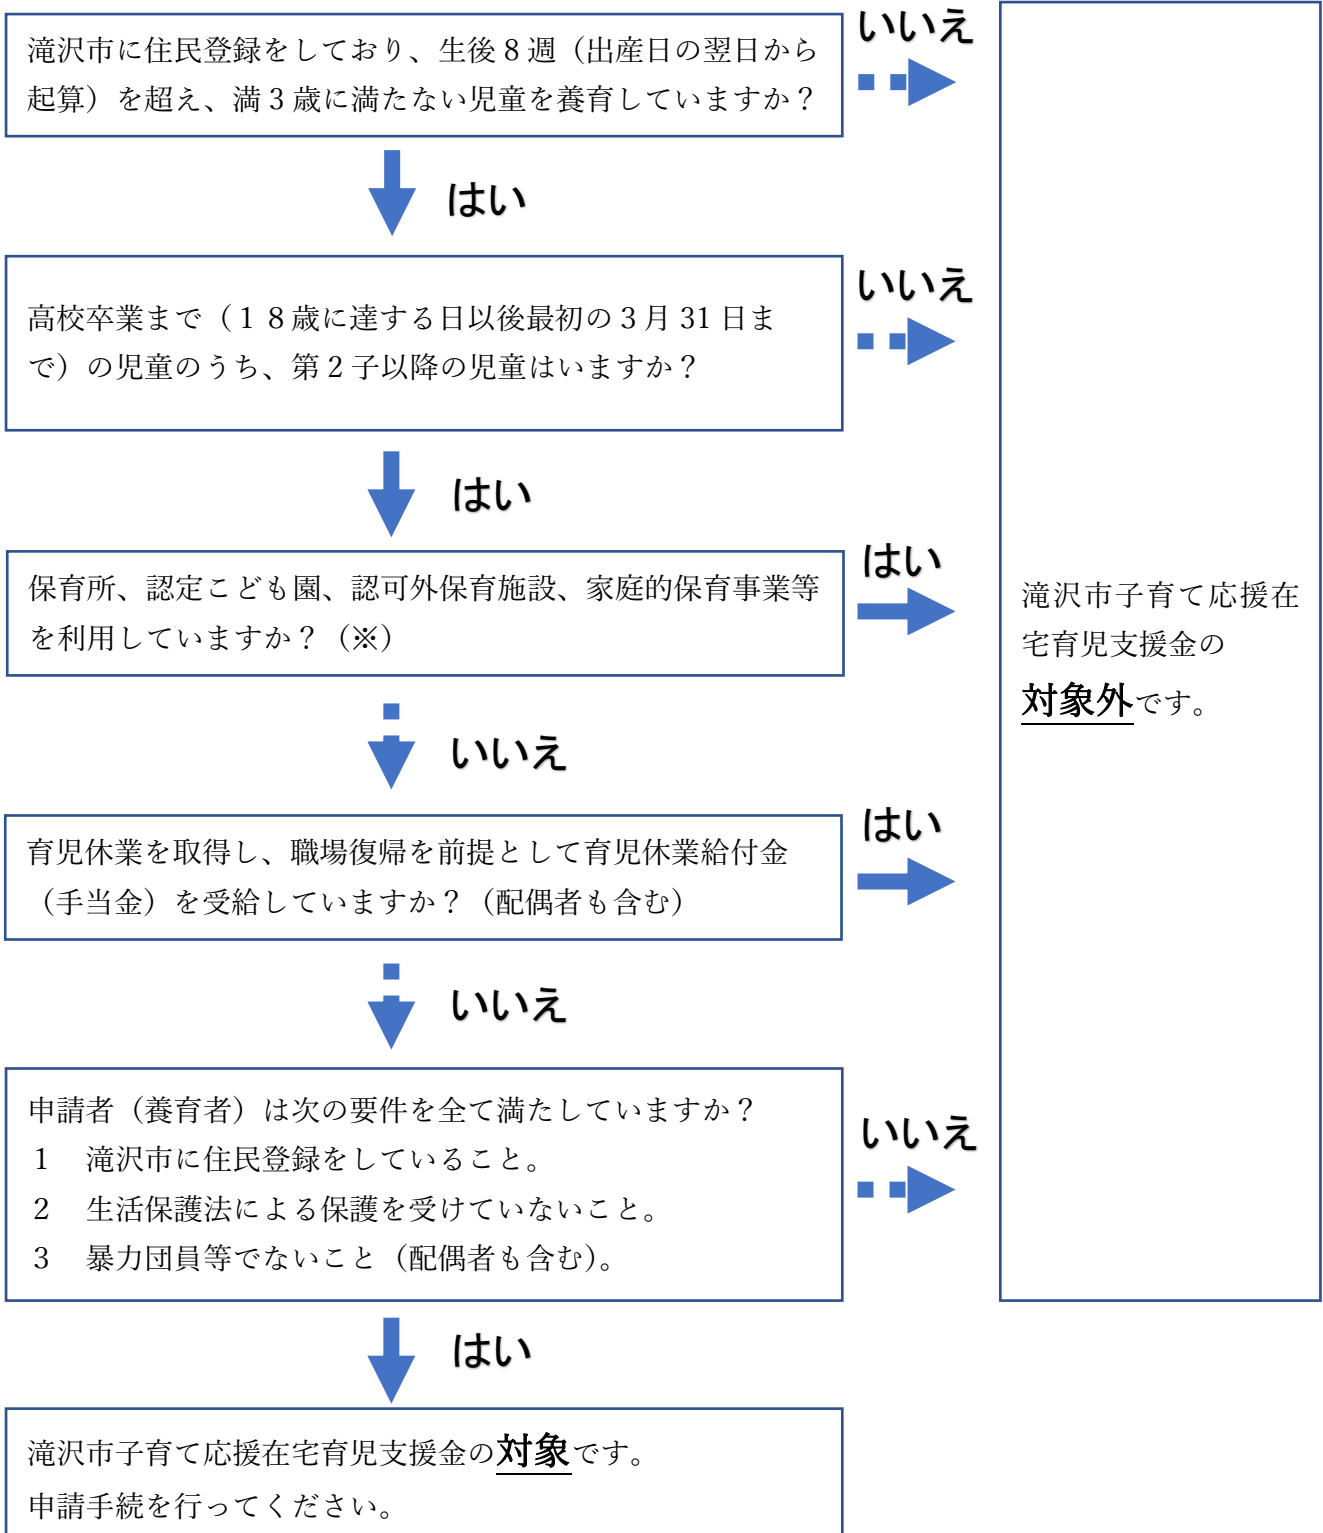 滝沢市に住民登録をしており、生後８週（出産日の翌日から
起算）を超え、満３歳に満たない児童を養育していますか？
いいえ
はい
高校卒業まで（１８歳に達する日以後最初の３月 31 日ま
で）の児童のうち、第２子以降の児童はいますか？
いいえ
はい
保育所、認定こども園、認可外保育施設、家庭的保育事業等
を利用していますか？（※）
はい
いいえ
育児休業を取得し、職場復帰を前提として育児休業給付金
（手当金）を受給していますか？（配偶者も含む）
はい
いいえ
申請者（養育者）は次の要件を全て満たしていますか？
１　滝沢市に住民登録をしていること。
２　生活保護法による保護を受けていないこと。
３　暴力団員等でないこと（配偶者も含む）。
いいえ
はい
滝沢市子育て応援在宅育児支援金の対象です。
申請手続を行ってください。
滝沢市子育て応援在
宅育児支援金の
対象外です。